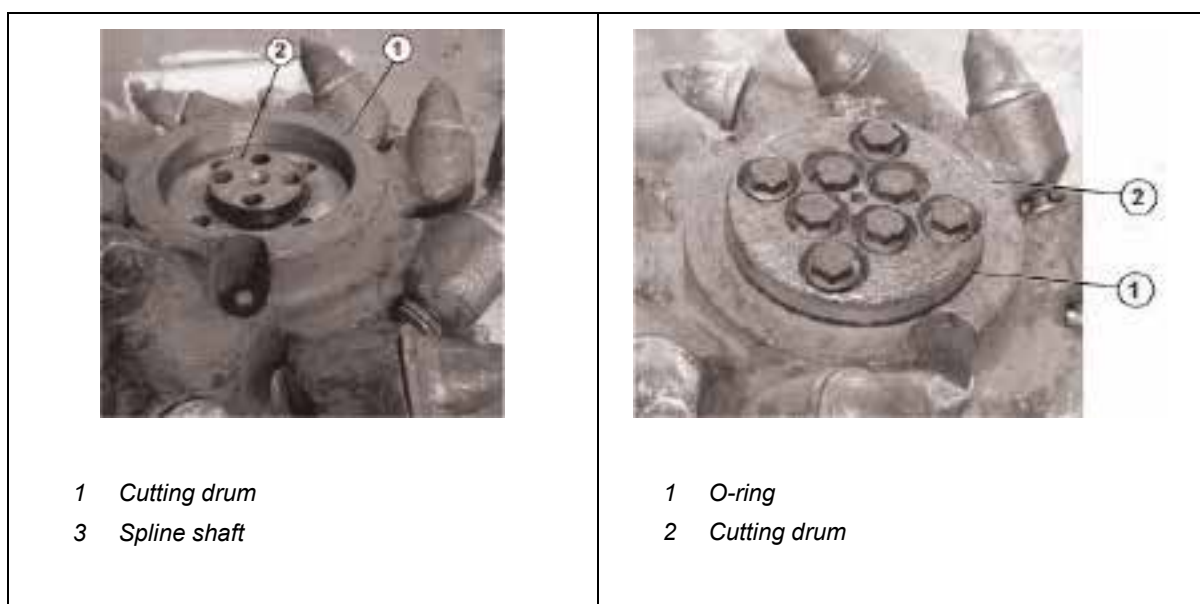 2
1
2
1
1 Cutting drum
3 Spline shaft
1 O-ring
2 Cutting drum